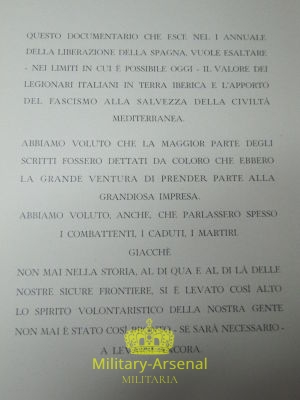 QUESTO DOCUMENTARIO CHE ESCE NEL I ANNUALE
DELLA LIBERAZIONE DELLA SPAGNA, VUOLE ESALTARE
- NEI LIMITI IN CUI È POSSIBILE OGGI - IL VALORE DEI
LEGIONARI ITALIANI IN TERRA IBERICA E L'APPORTO
DEL FASCISMO ALLA SALVEZZA DELLA CIVILTÀ
MEDITERRANEA.
ABBIAMO VOLUTO CHE LA MAGGIOR PARTE DEGLI
SCRITTI FOSSERO DETTATI DA COLORO CHE EBBERO
LA GRANDE VENTURA DI PRENDER PARTE ALLA
GRANDIOSA IMPRESA.
ABBIAMO VOLUTO, ANCHE, CHE PARLASSERO SPESSO
I COMBATTENTI, I CADUTI, I MARTIRI.
GIACCHÈ
NON MAI NELLA STORIA, AL DI QUA E AL DI LÀ DELLE
NOSTRE SICURE FRONTIERE, SI È LEVATO COSÌ ALTO
LO SPIRITO VOLONTARISTICO DELLA NOSTRA GENTE
NON MAI È STATO COSÌ - SE SARÀ NECESSARIO -
A ANCORA.
Military-Arsenal
MILITARIA